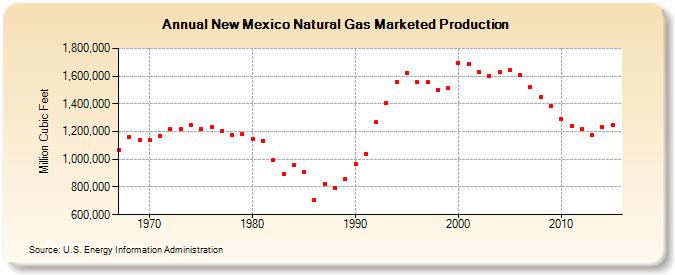 Annual New Mexico Natural Gas Marketed Production
Million Cubic Feet
1,800,000
1,600,000
1,400,000
1,200,000
1,000,000
800,000
600,000
1970 1980 1990 2000 2010
Source: U.S. Energy Information Administration